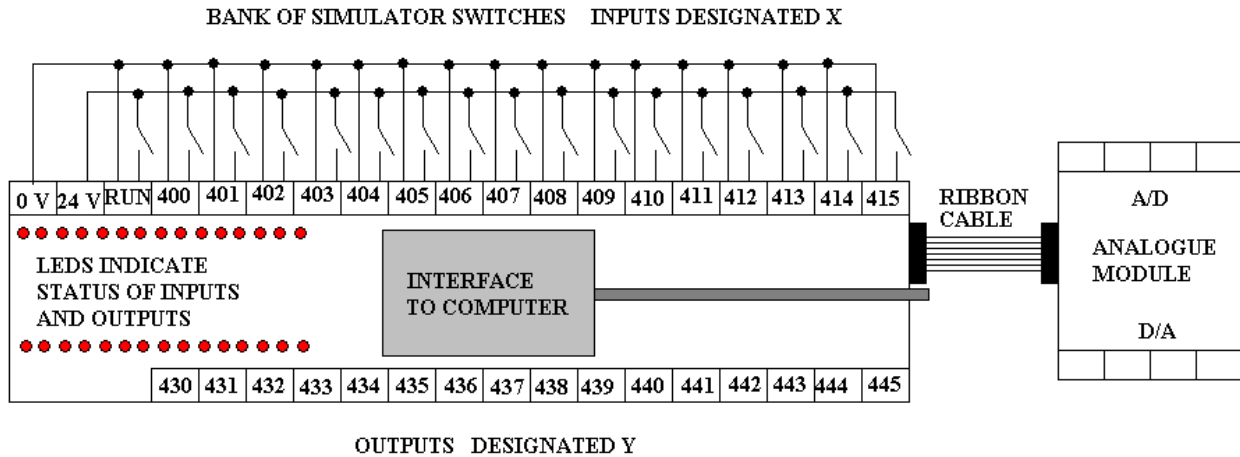 BANK OF SIMULATOR SWITCHES INPUTS DESIGNATED X
0 V 24 V RUN 400 401 402 403 404 405 406 407 408 409 410 411 412 413 414 415
LEDS INDICATE
STATUS OF INPUTS
AND OUTPUTS
INTERFACE
TO COMPUTER
RIBBON
CABLE
A/D
ANALOGUE
MODULE
D/A
430 431 432 433 434 435 436 437 438 439 440 441 442 443 444 445
OUTPUTS DESIGNATED Y